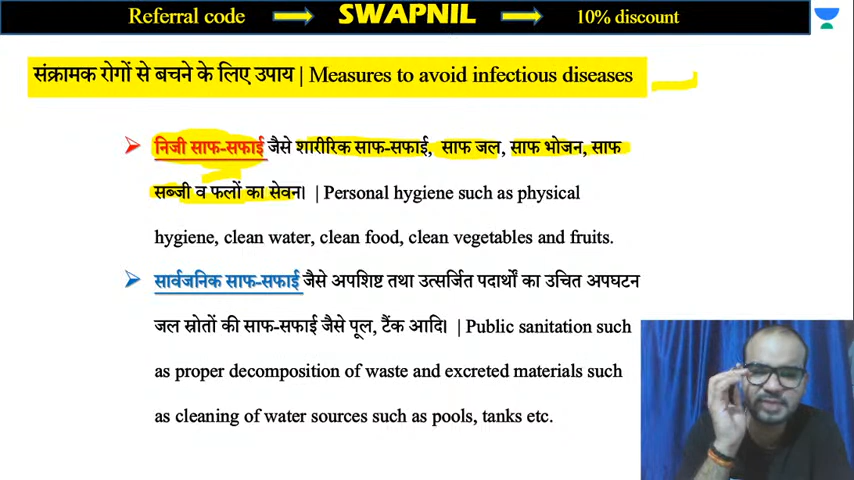 Referral code SWAPNIL 10% discount
संक्रामक रोगों से बचने के लिए उपाय | Measures to avoid infectious diseases
निजी साफ-सफाई जैसे शारीरिक साफ-सफाई, साफ जल, साफ भोजन, साफ
सब्जी व फलों का सेवन। | Personal hygiene such as physical
hygiene, clean water, clean food, clean vegetables and fruits.
सार्वजनिक साफ-सफाई जैसे अपशिष्ट तथा उत्सर्जित पदार्थों का उचित अपघटन
जल स्रोतों की साफ-सफाई जैसे पूल, टैंक आदि। | Public sanitation such
as proper decomposition of waste and excreted materials such
as cleaning of water sources such as pools, tanks etc.